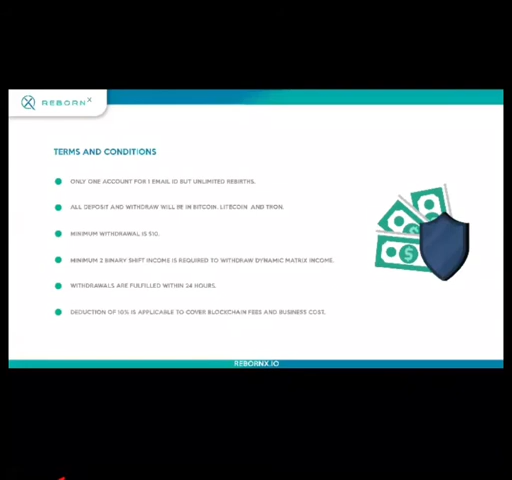 REBORNX
TERMS AND CONDITIONS
ONLY ONE ACCOUNT FOR 1 EMAIL ID BUT UNLIMITED REBIRTHS.
ALL DEPOSIT AND WITHDRAW WILL BE IN BITCOIN, LITECOIN AND TRON.
MINIMUM WITHDRAWAL IS $10.
MINIMUM 2 BINARY SHIFT INCOME IS REQUIRED TO WITHDRAW DYNAMIC MATRIX INCOME.
WITHDRAWALS ARE FULFILLED WITHIN 24 HOURS.
DEDUCTION OF 10% IS APPLICABLE TO COVER BLOCKCHAIN FEES AND BUSINESS COST.
REBORNX.IO